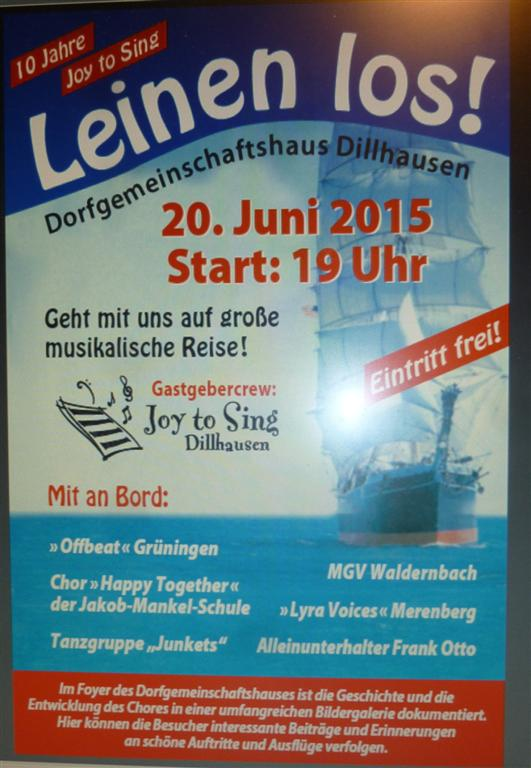 10 Jahre
Joy to Sing
Leinen los!
Dorfgemeinschaftshaus Dillhausen
20. Juni 2015
Start: 19 Uhr
Geht mit uns auf große
musikalische Reise!
Eintritt frei!
Gastgebercrew:
Joy to Sing
Dillhausen
Mit an Bord:
»Offbeat« Grüningen
MGV Waldernbach
Chor »Happy Together«
der Jakob-Mankel-Schule
»Lyra Voices« Merenberg
Tanzgruppe „Junkets“
Alleinunterhalter Frank Otto
Im Foyer des Dorfgemeinschaftshauses ist die Geschichte und die
Entwicklung des Chores in einer umfangreichen Bildergalerie dokumentiert.
Hier können die Besucher interessante Beiträge und Erinnerungen
an schöne Auftritte und Ausflüge verfolgen.